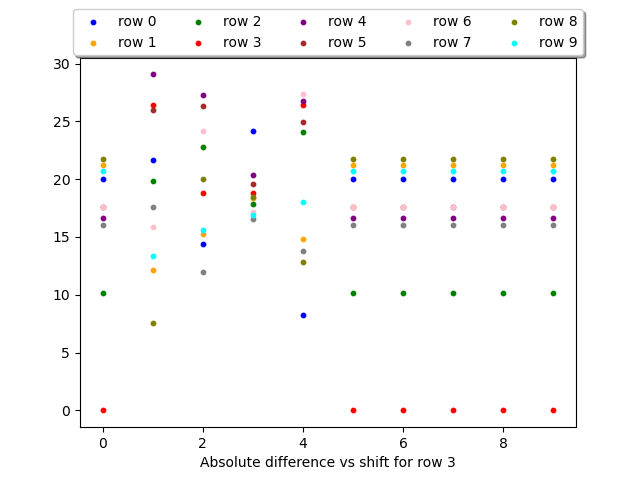 row 0 row 2 row 4 row 6 row 8
row 1 row 3 row 5 row 7 row 9
30
25
20
15
10
5
0
0 2 4 6 8
Absolute difference vs shift for row 3